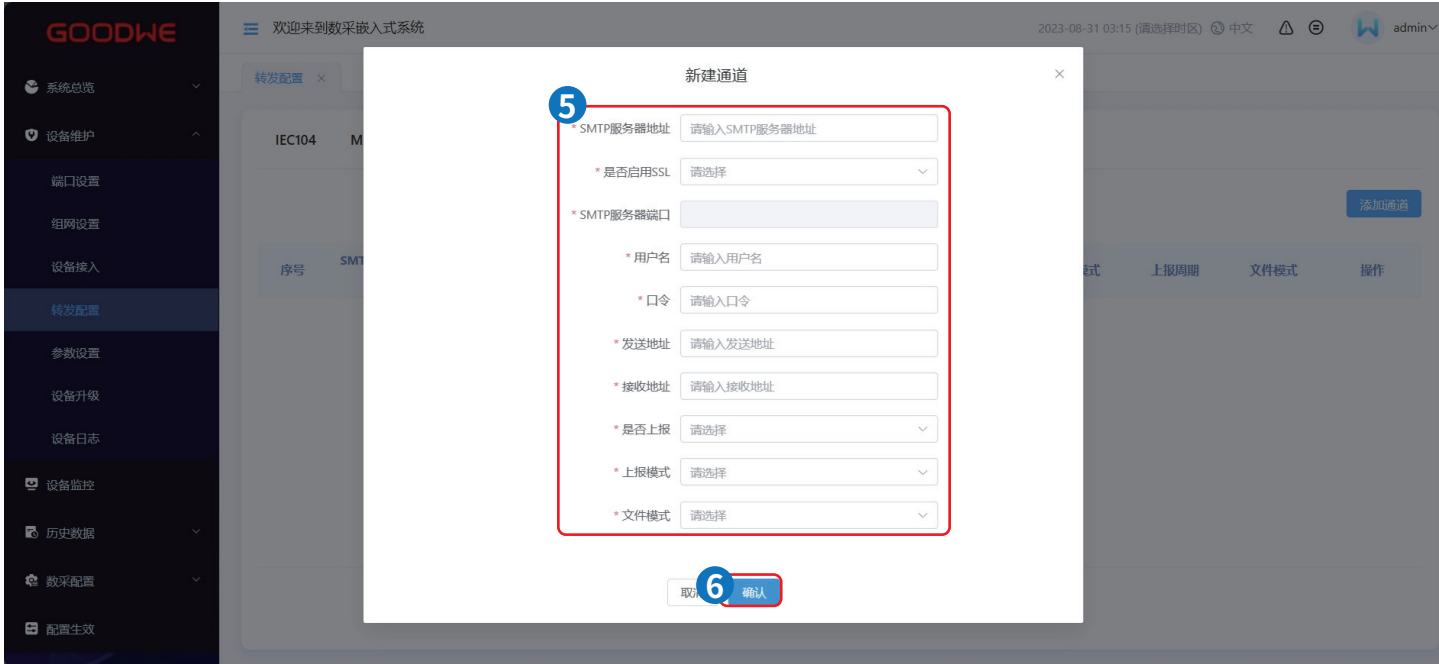 GOODWE
欢迎来到数采嵌入式系统
2023-08-31 03:15 (请选择时区) 中文
admin
系统总览
设备维护
端口设置
组网设置
设备接入
转发配置
参数设置
设备升级
设备日志
设备监控
历史数据
数采配置
配置生效
转发配置 ×
IEC104 M
添加通道
序号 SMT
上报周期 文件模式 操作
新建通道 ×
5
* SMTP服务器地址 请输入SMTP服务器地址
* 是否启用SSL 请选择
* SMTP服务器端口
* 用户名 请输入用户名
* 口令 请输入口令
* 发送地址 请输入发送地址
* 接收地址 请输入接收地址
* 是否上报 请选择
* 上报模式 请选择
* 文件模式 请选择
取 6 确认